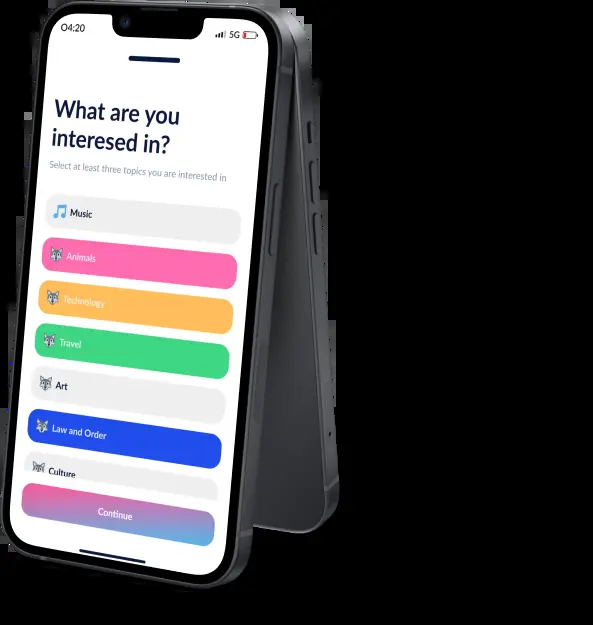 04:20
5G
What are you
interesed in?
Select at least three topics you are interested in
Music
Animals
Technology
Travel
Art
Law and Order
Culture
Continue